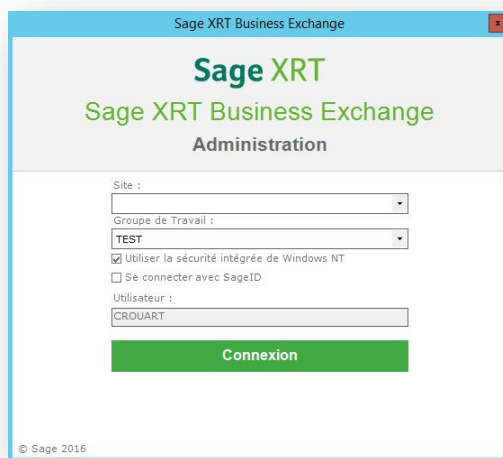 Sage XRT Business Exchange
x
Sage XRT
Sage XRT Business Exchange
Administration
Site :
Groupe de Travail :
TEST
Utiliser la sécurité intégrée de Windows NT
Se connecter avec SageID
Utilisateur :
CROUART
Connexion
© Sage 2016